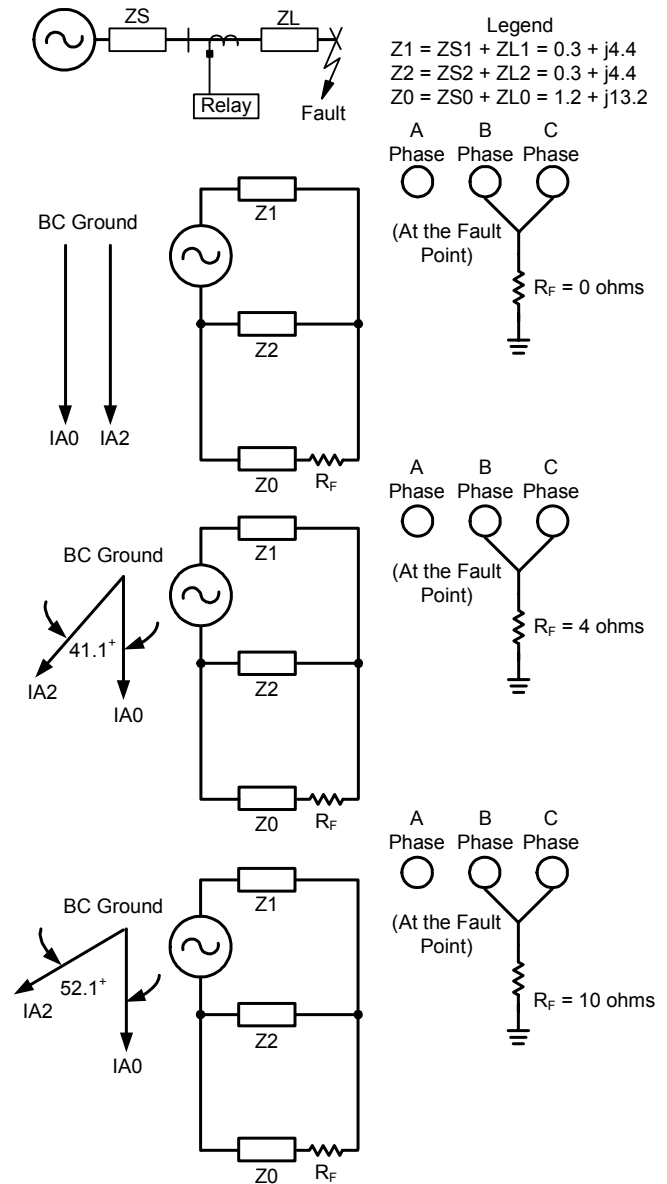 ZS
ZL
Relay
Fault
Legend
Z1 = ZS1 + ZL1 = 0.3 + j4.4
Z2 = ZS2 + ZL2 = 0.3 + j4.4
Z0 = ZS0 + ZL0 = 1.2 + j13.2
BC Ground
IA0
IA2
Z1
Z2
Z0
RF
A
Phase
B
Phase
C
Phase
(At the Fault
Point)
RF = 0 ohms
BC Ground
41.1+
IA2
IA0
Z1
Z2
Z0
RF
A
Phase
B
Phase
C
Phase
(At the Fault
Point)
RF = 4 ohms
BC Ground
52.1+
IA2
IA0
Z1
Z2
Z0
RF
A
Phase
B
Phase
C
Phase
(At the Fault
Point)
RF = 10 ohms